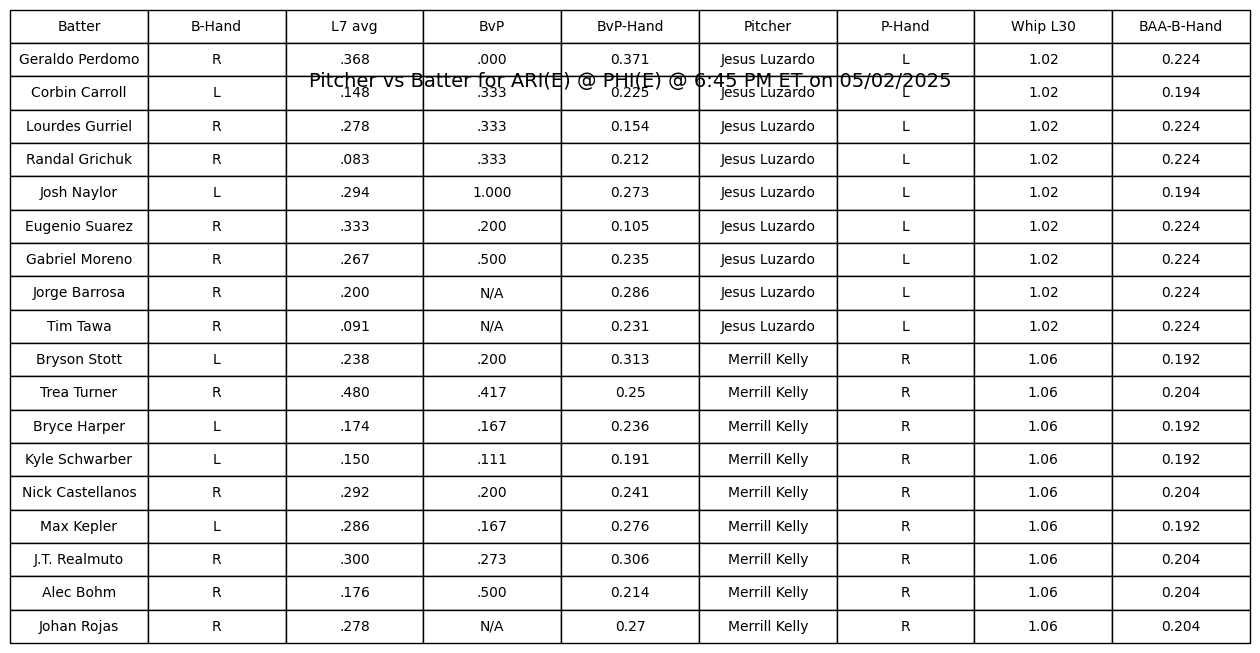 Batter B-Hand L7 avg BvP BvP-Hand Pitcher P-Hand Whip L30 BAA-B-Hand
Geraldo Perdomo R .368 .000 0.371 Jesus Luzardo L 1.02 0.224
Pitcher vs Batter for ARI(E) @ PHI(E) @ 6:45 PM ET on 05/02/2025
Corbin Carroll L .148 .333 0.225 Jesus Luzardo L 1.02 0.194
Lourdes Gurriel R .278 .333 0.154 Jesus Luzardo L 1.02 0.224
Randal Grichuk R .083 .333 0.212 Jesus Luzardo L 1.02 0.224
Josh Naylor L .294 1.000 0.273 Jesus Luzardo L 1.02 0.194
Eugenio Suarez R .333 .200 0.105 Jesus Luzardo L 1.02 0.224
Gabriel Moreno R .267 .500 0.235 Jesus Luzardo L 1.02 0.224
Jorge Barrosa R .200 N/A 0.286 Jesus Luzardo L 1.02 0.224
Tim Tawa R .091 N/A 0.231 Jesus Luzardo L 1.02 0.224
Bryson Stott L .238 .200 0.313 Merrill Kelly R 1.06 0.192
Trea Turner R .480 .417 0.25 Merrill Kelly R 1.06 0.204
Bryce Harper L .174 .167 0.236 Merrill Kelly R 1.06 0.192
Kyle Schwarber L .150 .111 0.191 Merrill Kelly R 1.06 0.192
Nick Castellanos R .292 .200 0.241 Merrill Kelly R 1.06 0.204
Max Kepler L .286 .167 0.276 Merrill Kelly R 1.06 0.192
J.T. Realmuto R .300 .273 0.306 Merrill Kelly R 1.06 0.204
Alec Bohm R .176 .500 0.214 Merrill Kelly R 1.06 0.204
Johan Rojas R .278 N/A 0.27 Merrill Kelly R 1.06 0.204